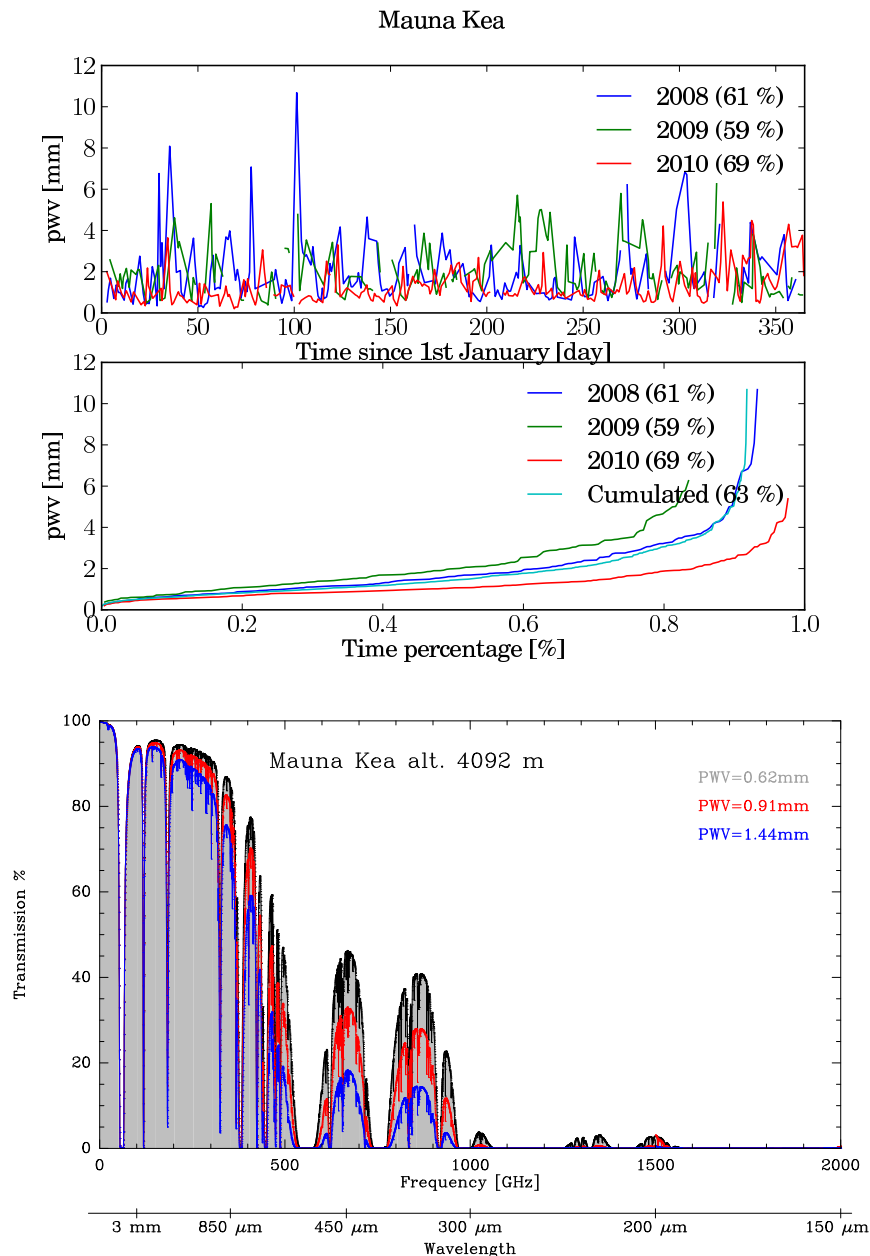 Mauna Kea
12
10
8
6
4
2
0
pwv [mm]
2008 (61 %)
2009 (59 %)
2010 (69 %)
0 50 100 150 200 250 300 350
Time since 1st January [day]
12
10
8
6
4
2
0
pwv [mm]
2008 (61 %)
2009 (59 %)
2010 (69 %)
Cumulated (63 %)
0.0 0.2 0.4 0.6 0.8 1.0
Time percentage [%]
100
80
60
40
20
0
Transmission %
Mauna Kea alt. 4092 m
PWV=0.62mm
PWV=0.91mm
PWV=1.44mm
0 500 1000 1500 2000
Frequency [GHz]
3 mm 850 μm 450 μm 300 μm 200 μm 150 μm
Wavelength